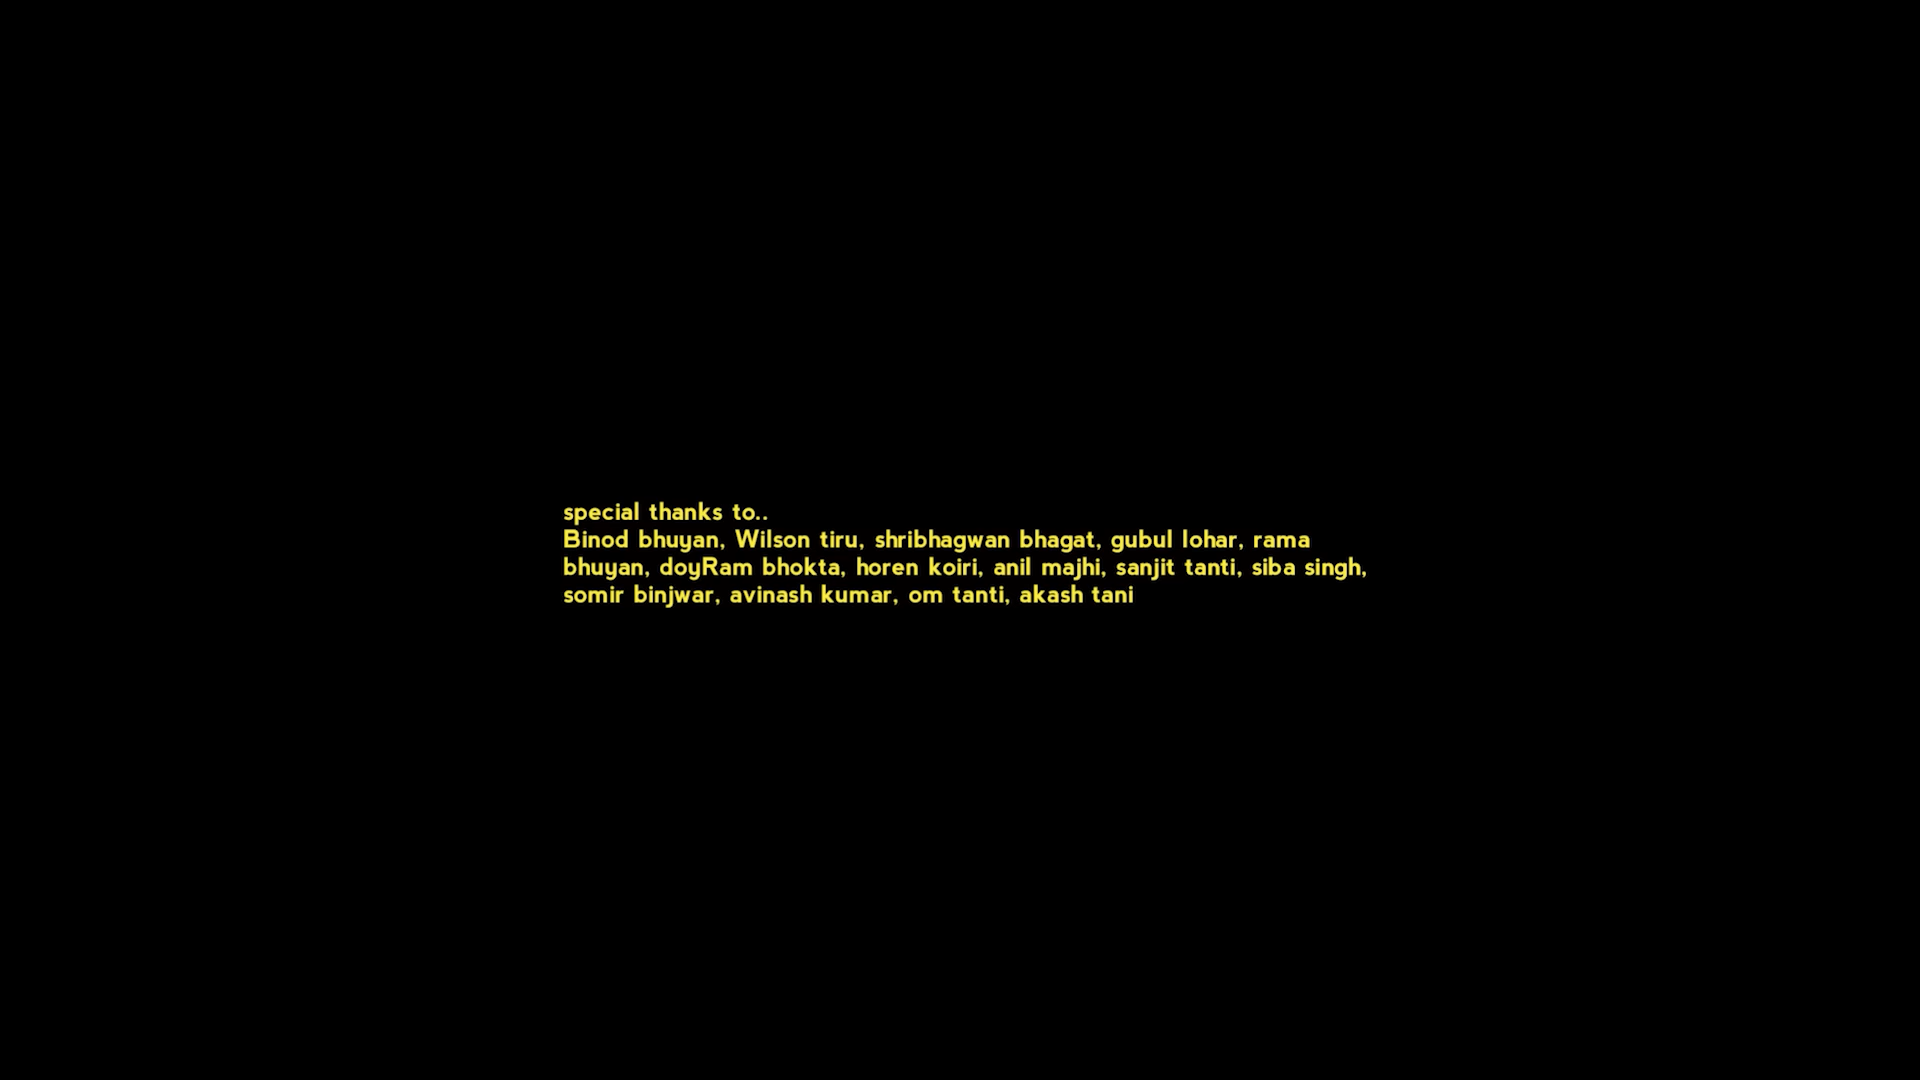 special thanks to..
Binod bhuyan, Wilson tiru, shribhagwan bhagat, gubul lohar, rama
bhuyan, doyRam bhokta, horen koiri, anil majhi, sanjit tanti, siba singh,
somir binjwar, avinash kumar, om tanti, akash tani